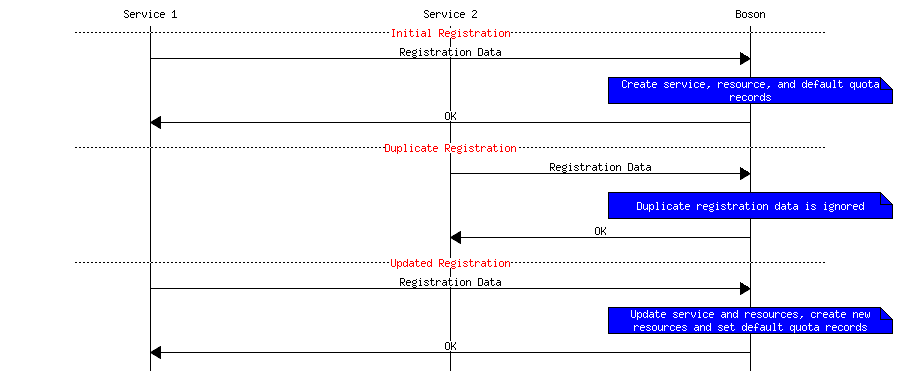 Service 1
Service 2
Boson
Initial Registration
Registration Data
Create service, resource, and default quota
records
OK
Duplicate Registration
Registration Data
Duplicate registration data is ignored
OK
Updated Registration
Registration Data
Update service and resources, create new
resources and set default quota records
OK